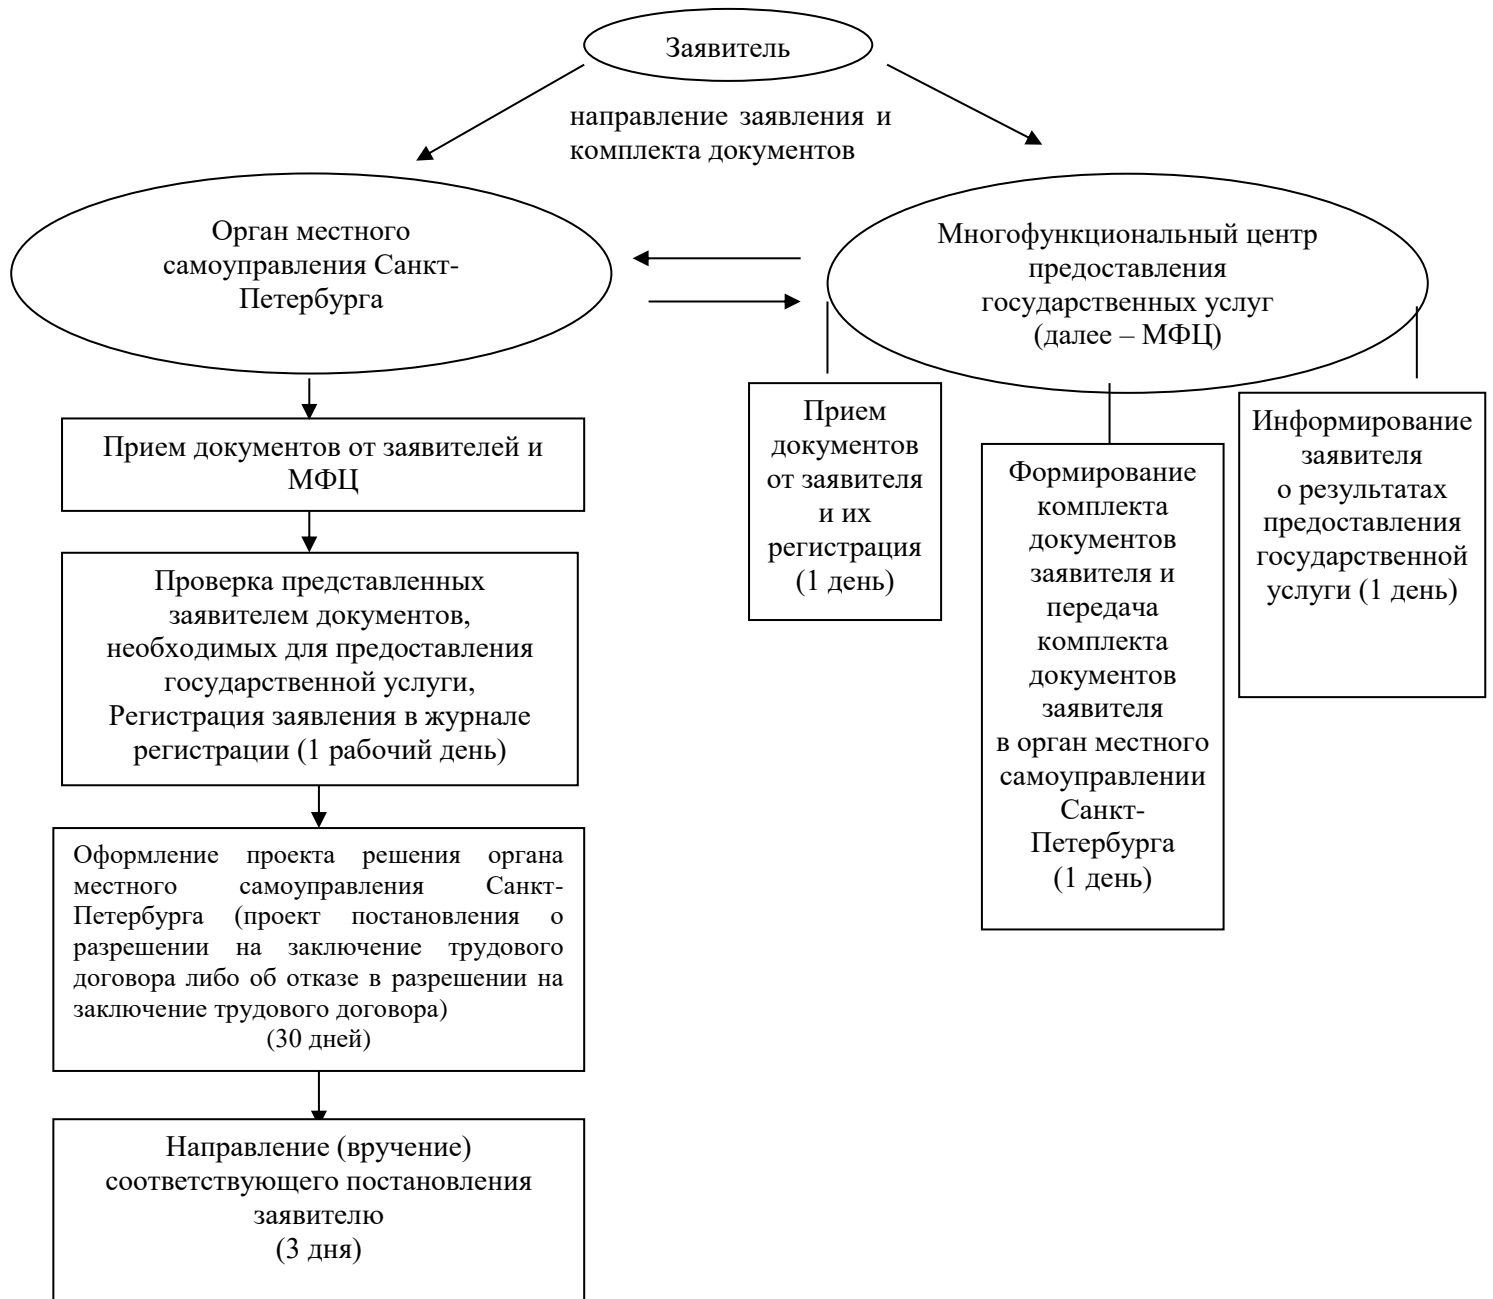 Заявитель
направление заявления и
комплекта документов
Орган местного
самоуправления Санкт-
Петербурга
Многофункциональный центр
предоставления
государственных услуг
(далее – МФЦ)
Прием документов от заявителей и
МФЦ
Проверка представленных
заявителем документов,
необходимых для предоставления
государственной услуги,
Регистрация заявления в журнале
регистрации (1 рабочий день)
Оформление проекта решения органа
местного самоуправления Санкт-
Петербурга (проект постановления о
разрешении на заключение трудового
договора либо об отказе в разрешении на
заключение трудового договора)
(30 дней)
Направление (вручение)
соответствующего постановления
заявителю
(3 дня)
Прием
документов
от заявителя
и их
регистрация
(1 день)
Формирование
комплекта
документов
заявителя и
передача
комплекта
документов
заявителя
в орган местного
самоуправлении
Санкт-
Петербурга
(1 день)
Информирование
заявителя
о результатах
предоставления
государственной
услуги (1 день)